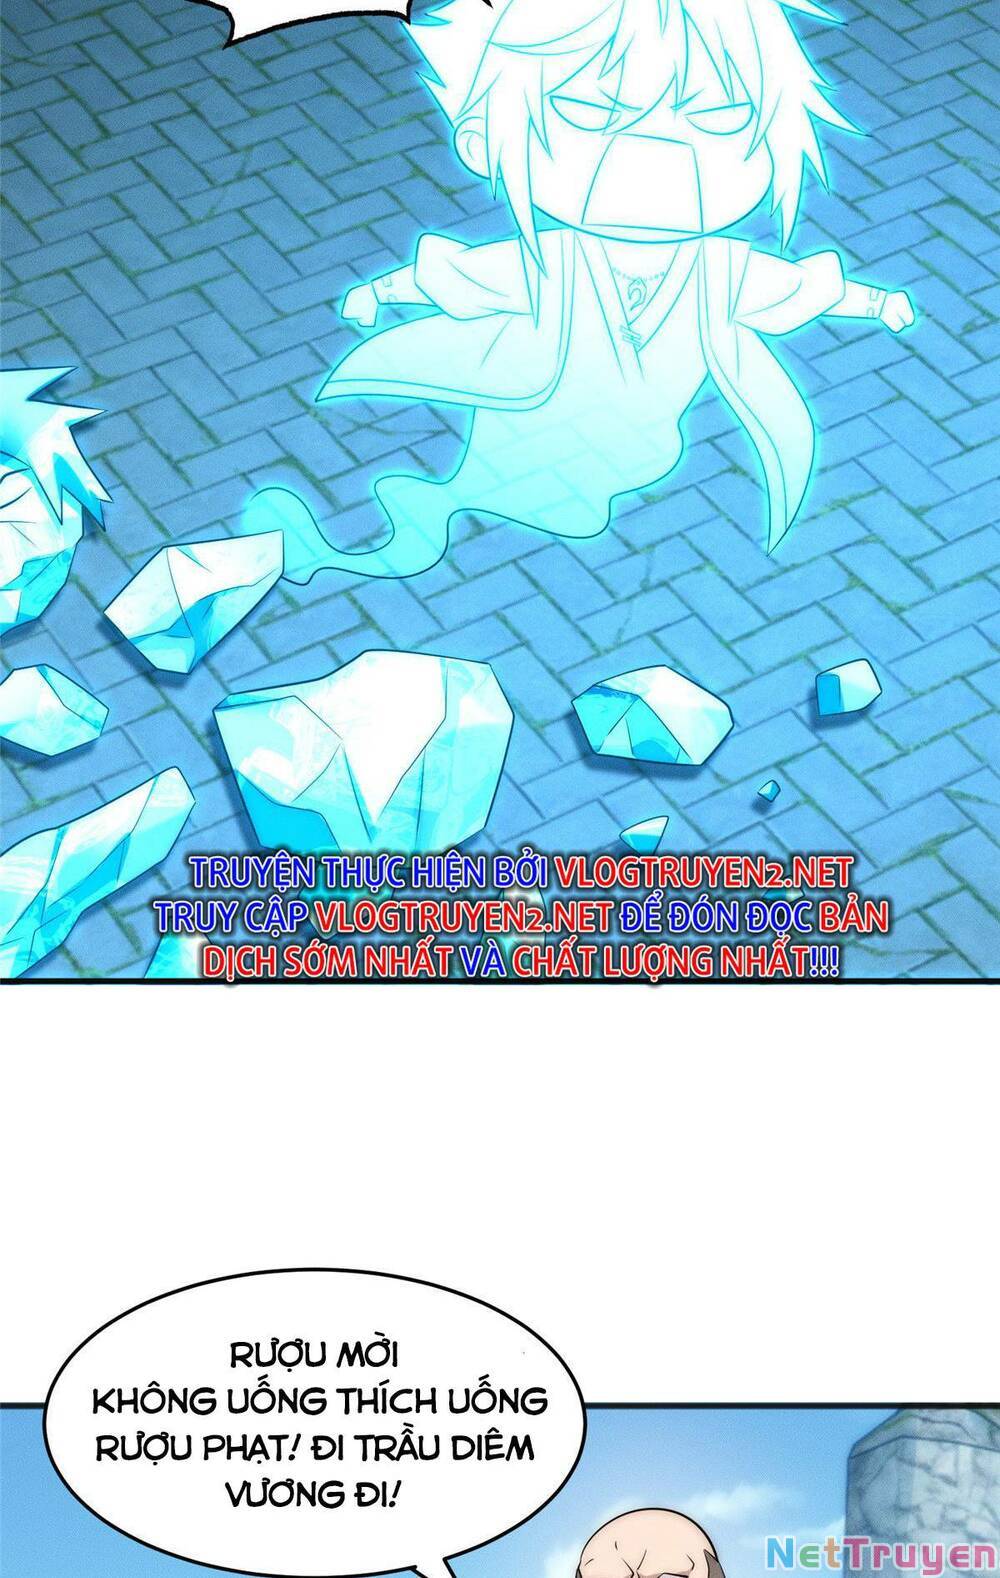 TRUYỆN THỰC HIỆN BỞI VLOGTRUYEN2.NET
TRUY CẬP VLOGTRUYEN2.NET ĐỂ ĐÓN ĐỌC BẢN
DỊCH SỚM NHẤT VÀ CHẤT LƯỢNG NHẤT!!!
RƯỢU MỜI
KHÔNG UỐNG THÍCH UỐNG
RƯỢU PHẠT! ĐI TRẦU DIÊM
VƯƠNG ĐI!
NetTruyen